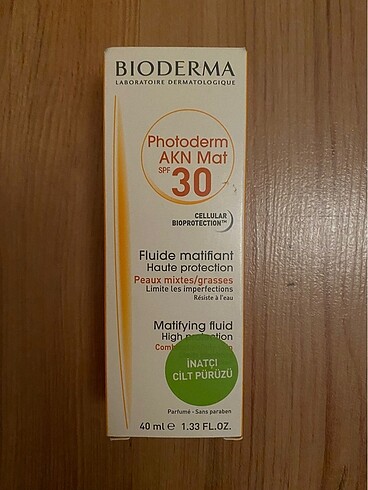 BIODERMA
LABORATOIRE DERMATOLOGIQUE
Photoderm
AKN Mat
SPF 30
CELLULAR
BIOPROTECTION™
Fluide matifiant
Haute protection
Peaux mixtes/grasses
Limite les imperfections
Résiste à l'eau
Matifying fluid
High
İNATÇI
CİLT PÜRÜZÜ
Parfumé - Sans paraben
40 ml e 1.33 FL.OZ.